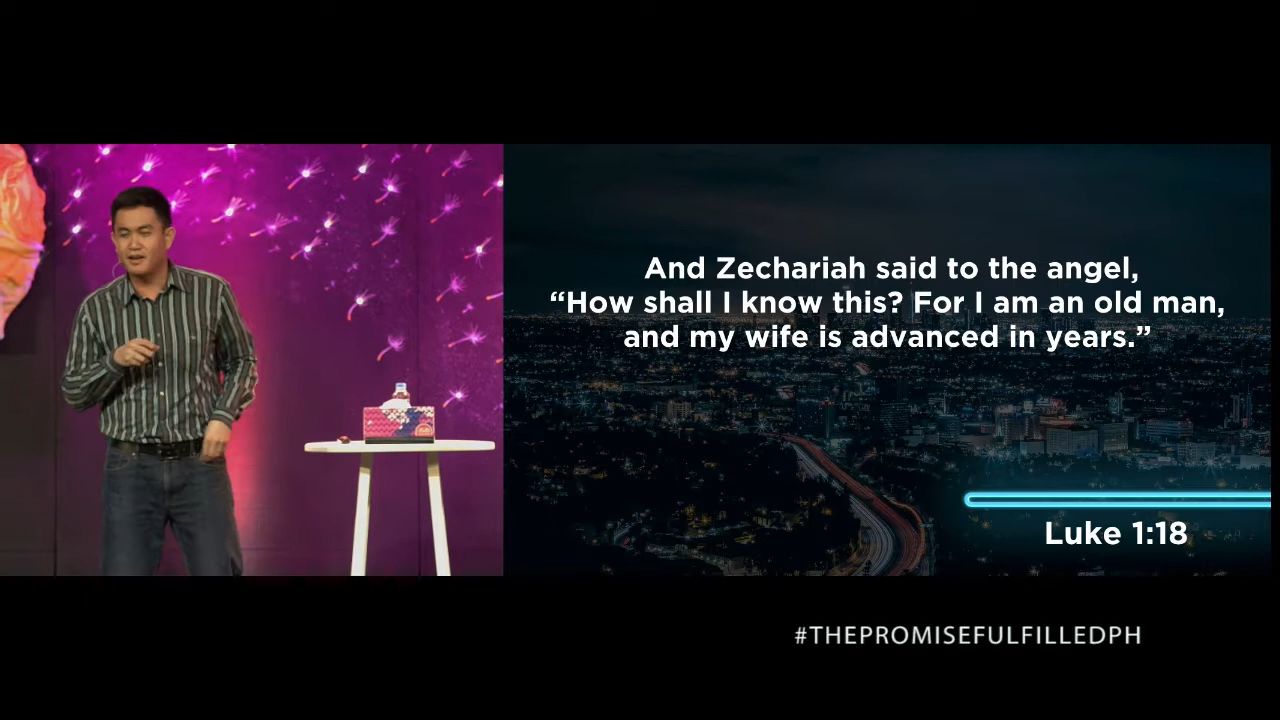 And Zechariah said to the angel,
“How shall I know this? For I am an old man,
and my wife is advanced in years.”
Luke 1:18
#THEPROMISEFULFILLEDPH